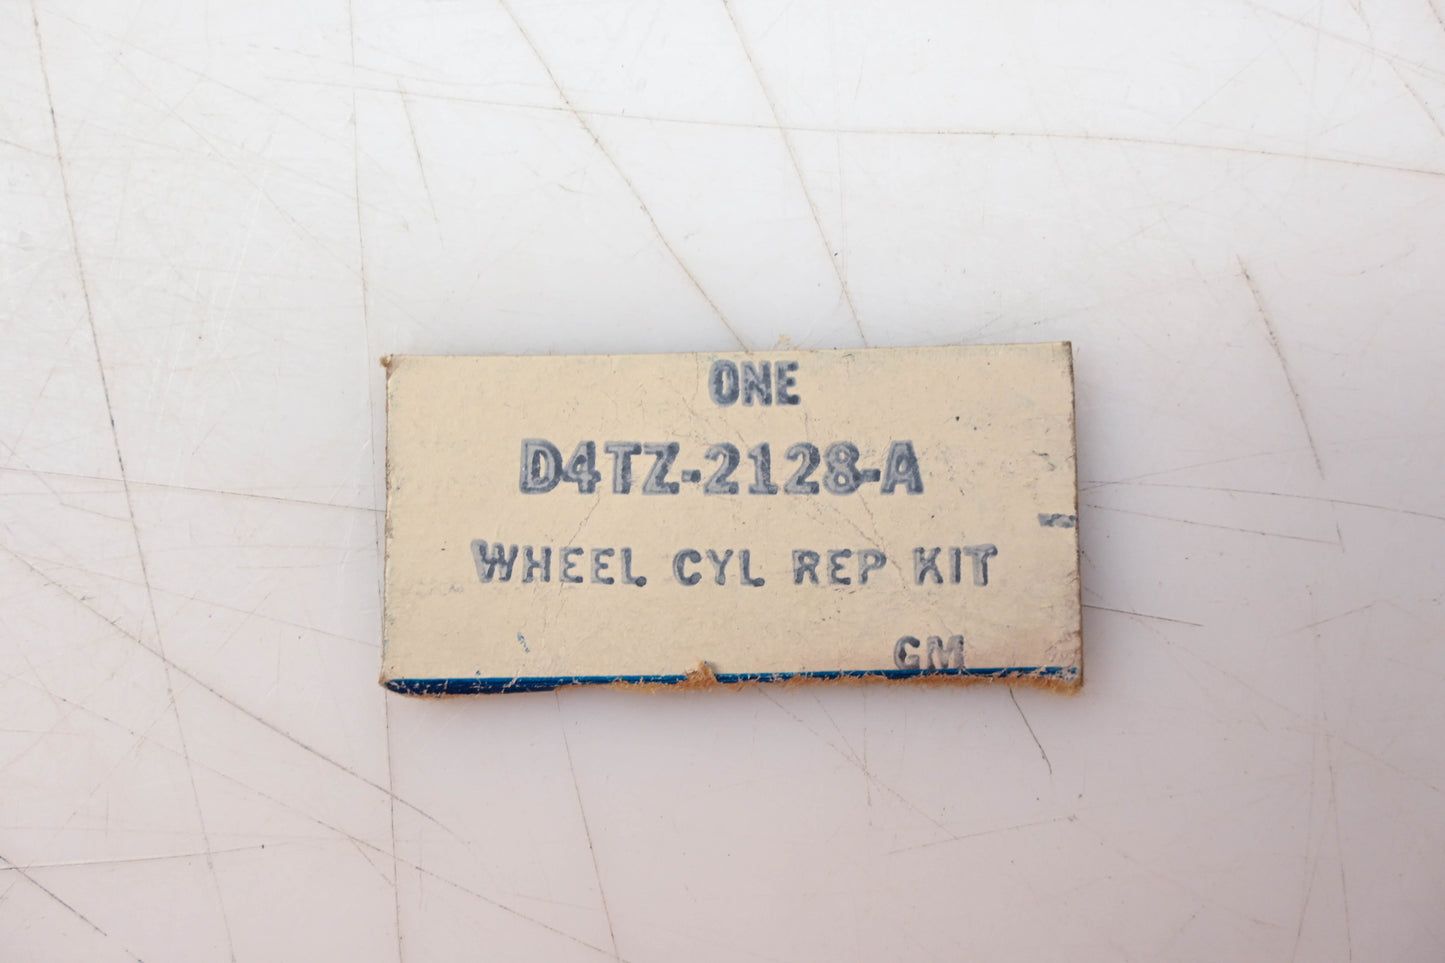 ONE
D4TZ-2128-A
WHEEL CYL REP KIT
GM